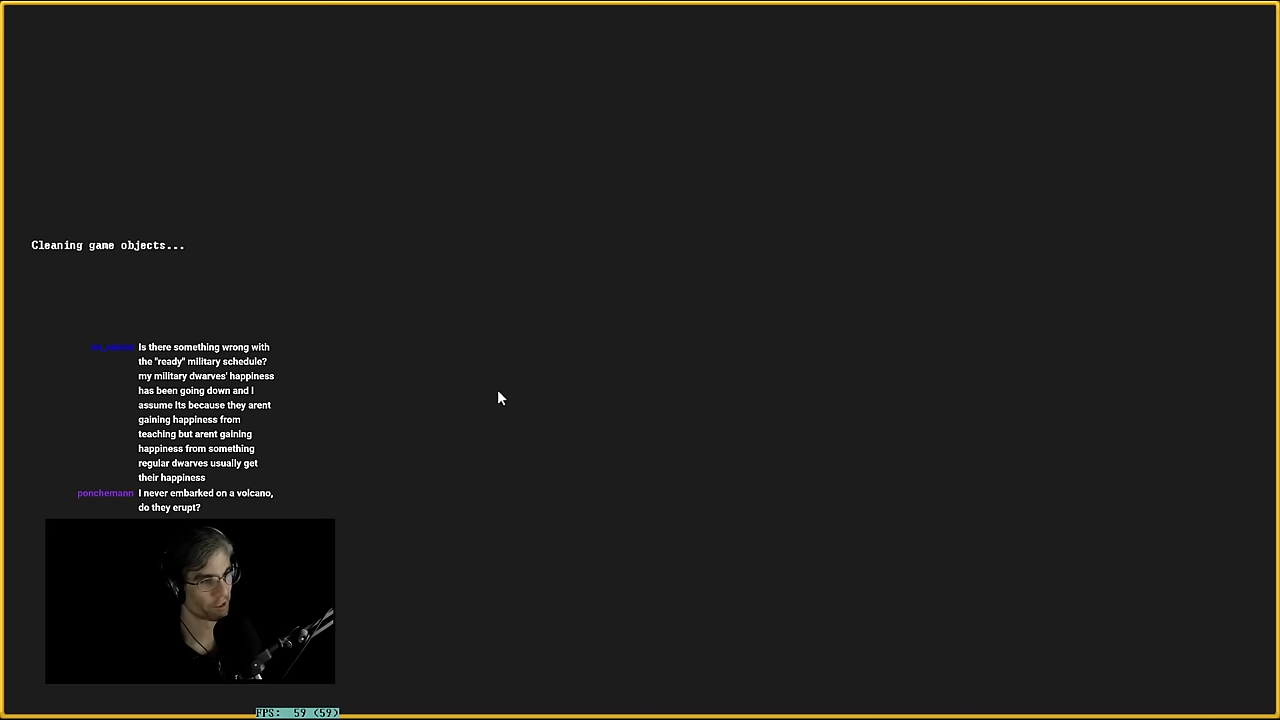 Cleaning game objects...
Is there something wrong with
the "ready" military schedule?
my military dwarves' happiness
has been going down and I
assume Its because they arent
gaining happiness from
teaching but arent gaining
happiness from something
regular dwarves usually get
their happiness
ponchemann I never embarked on a volcano,
do they erupt?
FPS: 59 (59)